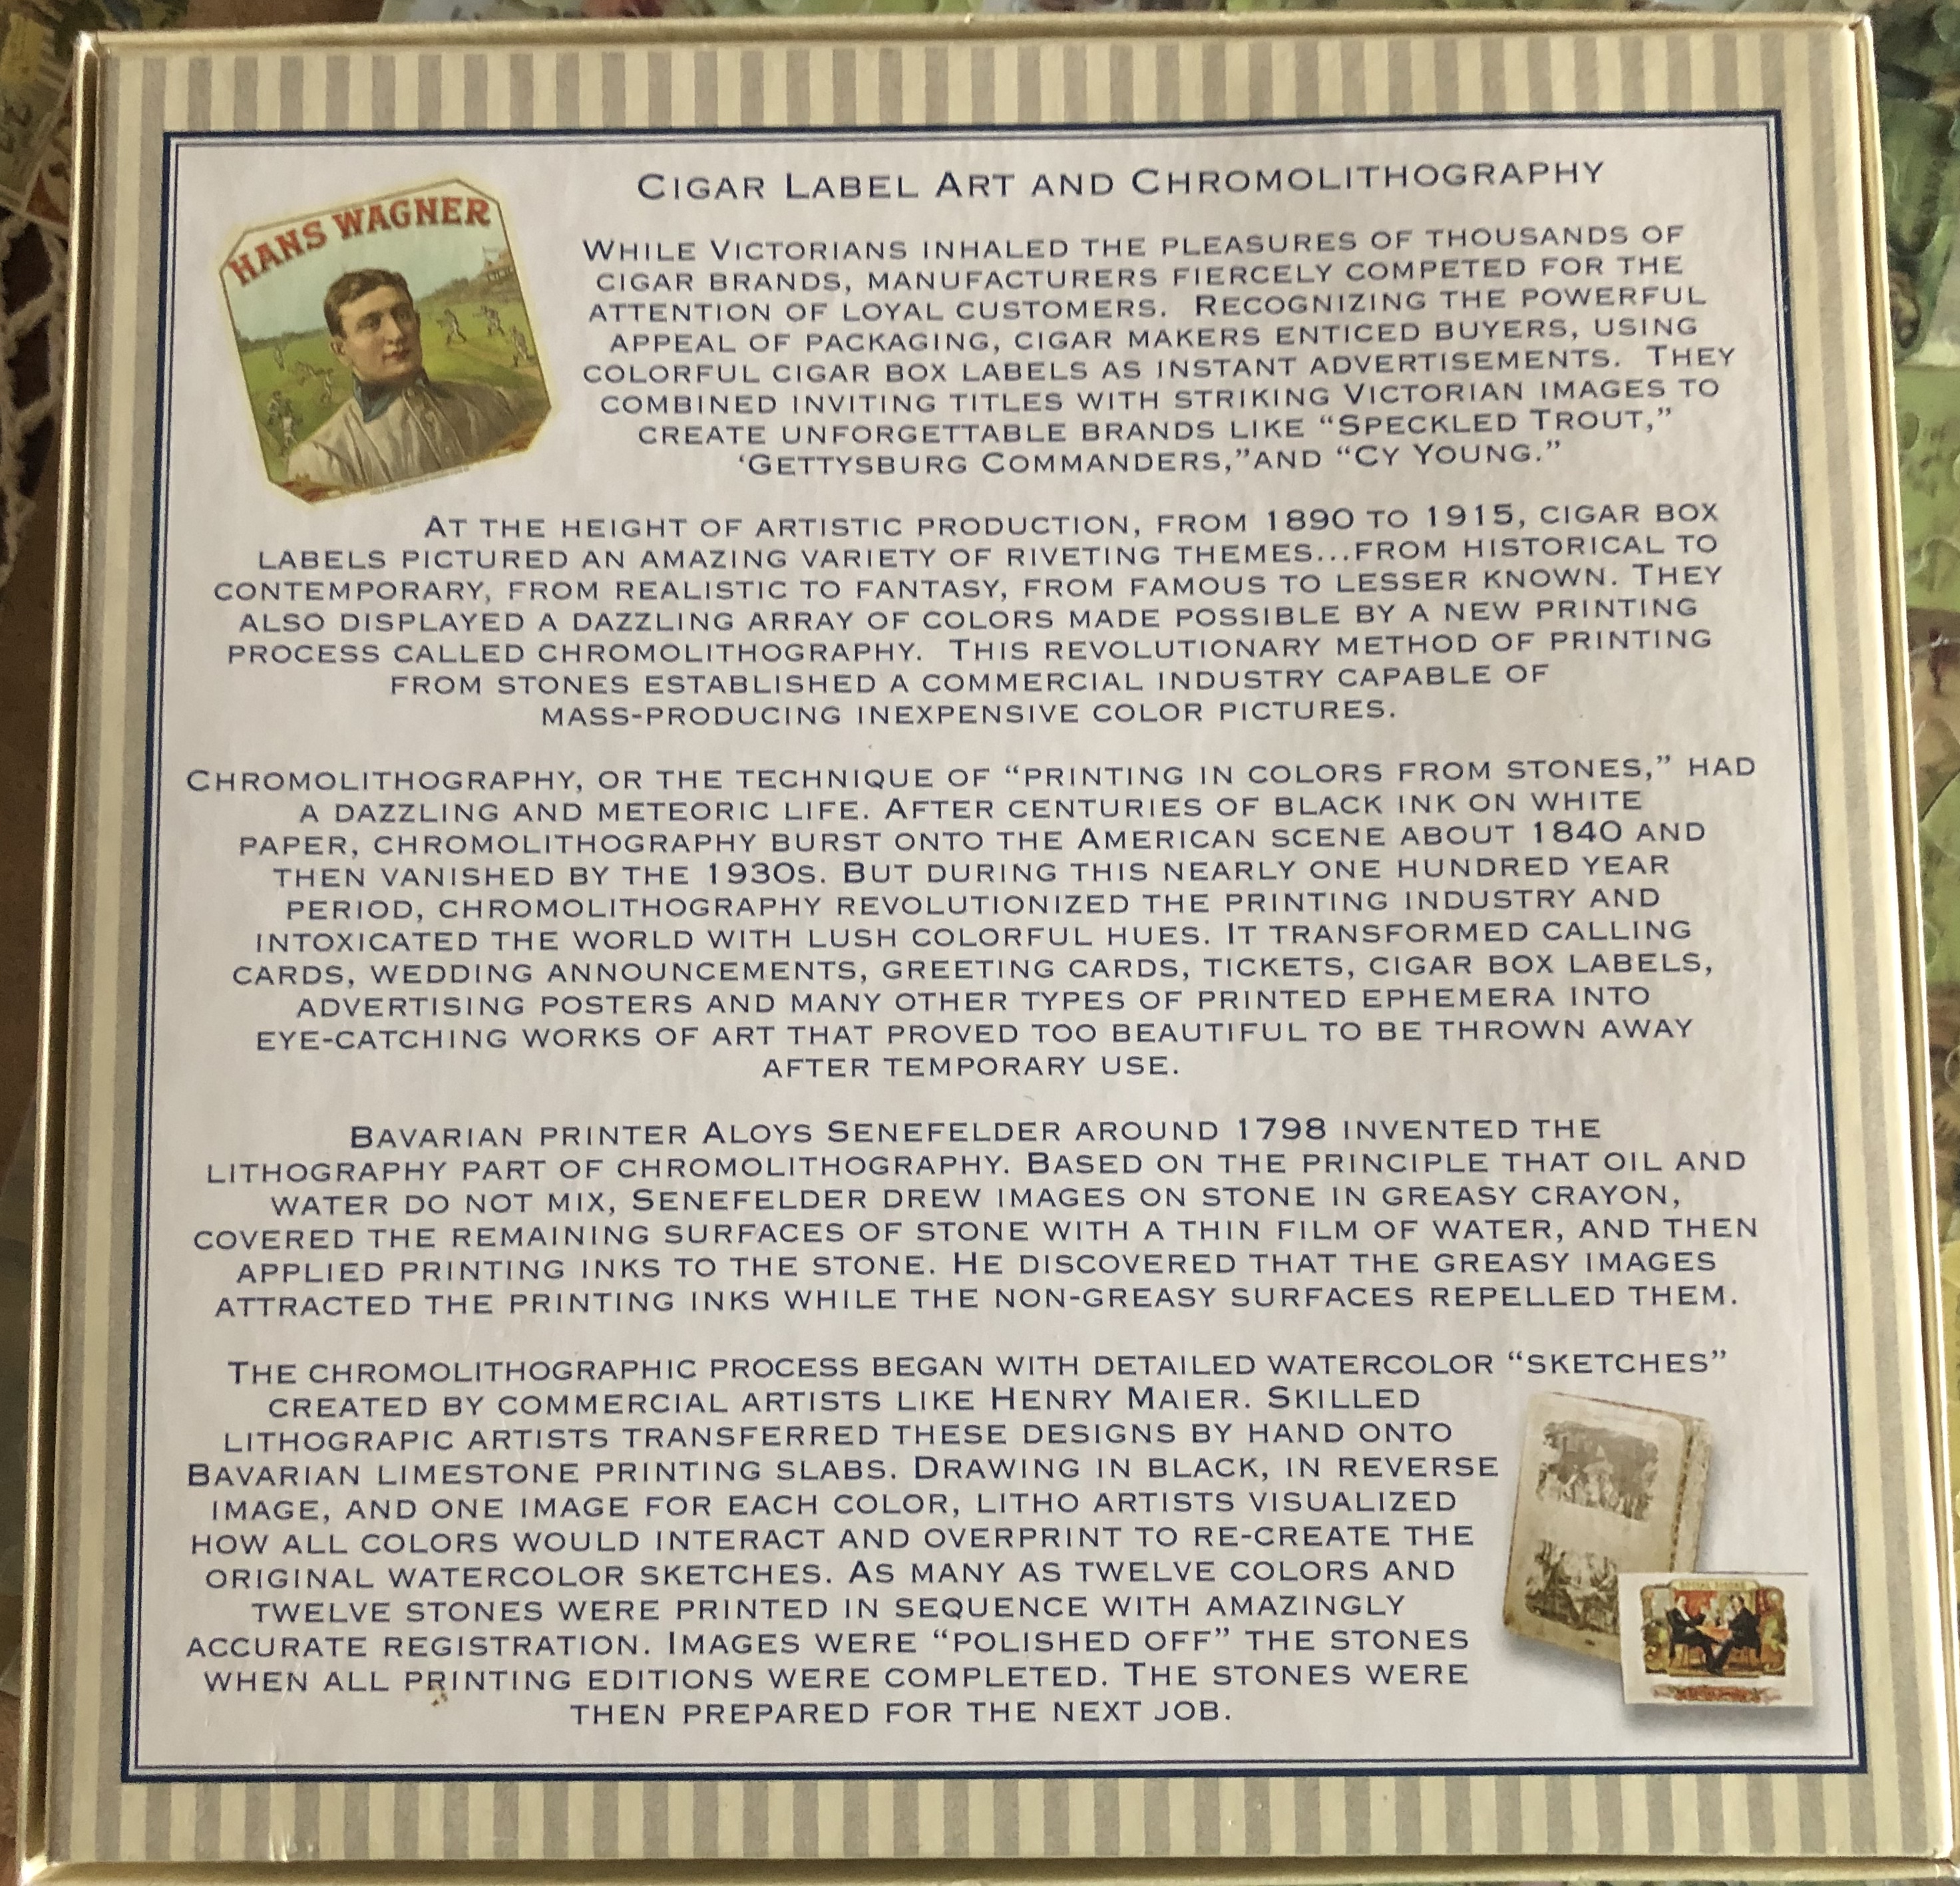 CIGAR LABEL ART AND CHROMOLITHOGRAPHY
HANS WAGNER
WHILE VICTORIANS INHALED THE PLEASURES OF THOUSANDS OF
CIGAR BRANDS, MANUFACTURERS FIERCELY COMPETED FOR THE
ATTENTION OF LOYAL CUSTOMERS. RECOGNIZING THE POWERFUL
APPEAL OF PACKAGING, CIGAR MAKERS ENTICED BUYERS, USING
COLORFUL CIGAR BOX LABELS AS INSTANT ADVERTISEMENTS. THEY
COMBINED INVITING TITLES WITH STRIKING VICTORIAN IMAGES TO
CREATE UNFORGETTABLE BRANDS LIKE “SPECKLED TROUT,”
‘GETTYSBURG COMMANDERS,”AND “CY YOUNG.”
AT THE HEIGHT OF ARTISTIC PRODUCTION, FROM 1890 TO 1915, CIGAR BOX
LABELS PICTURED AN AMAZING VARIETY OF RIVETING THEMES...FROM HISTORICAL TO
CONTEMPORARY, FROM REALISTIC TO FANTASY, FROM FAMOUS TO LESSER KNOWN. THEY
ALSO DISPLAYED A DAZZLING ARRAY OF COLORS MADE POSSIBLE BY A NEW PRINTING
PROCESS CALLED CHROMOLITHOGRAPHY. THIS REVOLUTIONARY METHOD OF PRINTING
FROM STONES ESTABLISHED A COMMERCIAL INDUSTRY CAPABLE OF
MASS-PRODUCING INEXPENSIVE COLOR PICTURES.
CHROMOLITHOGRAPHY, OR THE TECHNIQUE OF “PRINTING IN COLORS FROM STONES,” HAD
A DAZZLING AND METEORIC LIFE. AFTER CENTURIES OF BLACK INK ON WHITE
PAPER, CHROMOLITHOGRAPHY BURST ONTO THE AMERICAN SCENE ABOUT 1840 AND
THEN VANISHED BY THE 1930S. BUT DURING THIS NEARLY ONE HUNDRED YEAR
PERIOD, CHROMOLITHOGRAPHY REVOLUTIONIZED THE PRINTING INDUSTRY AND
INTOXICATED THE WORLD WITH LUSH COLORFUL HUES. IT TRANSFORMED CALLING
CARDS, WEDDING ANNOUNCEMENTS, GREETING CARDS, TICKETS, CIGAR BOX LABELS,
ADVERTISING POSTERS AND MANY OTHER TYPES OF PRINTED EPHEMERA INTO
EYE-CATCHING WORKS OF ART THAT PROVED TOO BEAUTIFUL TO BE THROWN AWAY
AFTER TEMPORARY USE.
BAVARIAN PRINTER ALOYS SENEFELDER AROUND 1798 INVENTED THE
LITHOGRAPHY PART OF CHROMOLITHOGRAPHY. BASED ON THE PRINCIPLE THAT OIL AND
WATER DO NOT MIX, SENEFELDER DREW IMAGES ON STONE IN GREASY CRAYON,
COVERED THE REMAINING SURFACES OF STONE WITH A THIN FILM OF WATER, AND THEN
APPLIED PRINTING INKS TO THE STONE. HE DISCOVERED THAT THE GREASY IMAGES
ATTRACTED THE PRINTING INKS WHILE THE NON-GREASY SURFACES REPELLED THEM.
THE CHROMOLITHOGRAPHIC PROCESS BEGAN WITH DETAILED WATERCOLOR “SKETCHES”
CREATED BY COMMERCIAL ARTISTS LIKE HENRY MAIER. SKILLED
LITHOGRAPIC ARTISTS TRANSFERRED THESE DESIGNS BY HAND ONTO
BAVARIAN LIMESTONE PRINTING SLABS. DRAWING IN BLACK, IN REVERSE
IMAGE, AND ONE IMAGE FOR EACH COLOR, LITHO ARTISTS VISUALIZED
HOW ALL COLORS WOULD INTERACT AND OVERPRINT TO RE-CREATE THE
ORIGINAL WATERCOLOR SKETCHES. AS MANY AS TWELVE COLORS AND
TWELVE STONES WERE PRINTED IN SEQUENCE WITH AMAZINGLY
ACCURATE REGISTRATION. IMAGES WERE “POLISHED OFF” THE STONES
WHEN ALL PRINTING EDITIONS WERE COMPLETED. THE STONES WERE
THEN PREPARED FOR THE NEXT JOB.